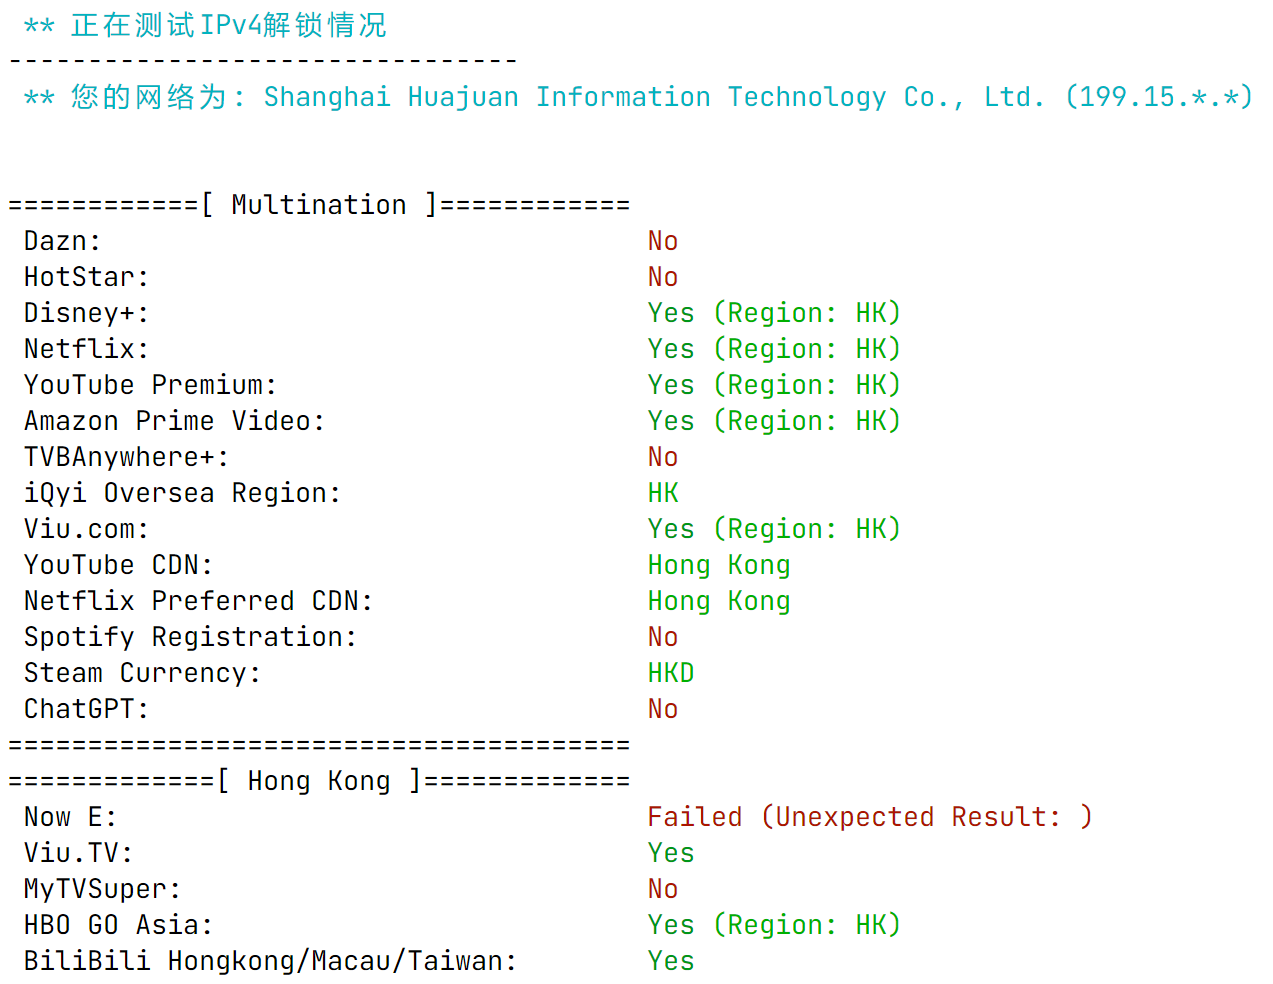 ** 正在测试IPv4解锁情况
--------------------------------
** 您的网络为: Shanghai Huajuan Information Technology Co., Ltd. (199.15.*.*)
============[ Multination ]============
Dazn: No
HotStar: No
Disney+: Yes (Region: HK)
Netflix: Yes (Region: HK)
YouTube Premium: Yes (Region: HK)
Amazon Prime Video: Yes (Region: HK)
TVBAnywhere+: No
iQyi Oversea Region: HK
Viu.com: Yes (Region: HK)
YouTube CDN: Hong Kong
Netflix Preferred CDN: Hong Kong
Spotify Registration: No
Steam Currency: HKD
ChatGPT: No
=======================================
=============[ Hong Kong ]=============
Now E: Failed (Unexpected Result: )
Viu.TV: Yes
MyTVSuper: No
HBO GO Asia: Yes (Region: HK)
BiliBili Hongkong/Macau/Taiwan: Yes